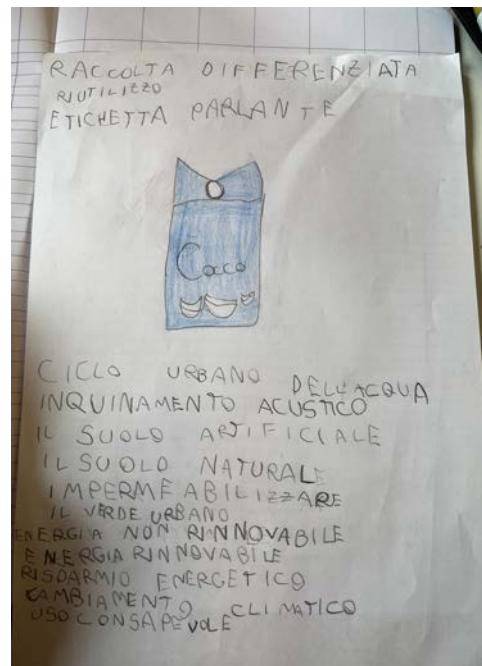 RACCOLTA DIFFERENZIATA
RIUTILIZZO
ETICHETTA PARLANTE
Coco
CICLO URBANO DELL'ACQUA
INQUINAMENTO ACUSTICO
IL SUOLO ARTIFICIALE
IL SUOLO NATURALE
IMPERMEABILIZZARE
IL VERDE URBANO
ENERGIA NON RINNOVABILE
ENERGIA RINNOVABILE
RISPARMIO ENERGETICO
CAMBIAMENTO CLIMATICO
USO CONSAPEVOLE